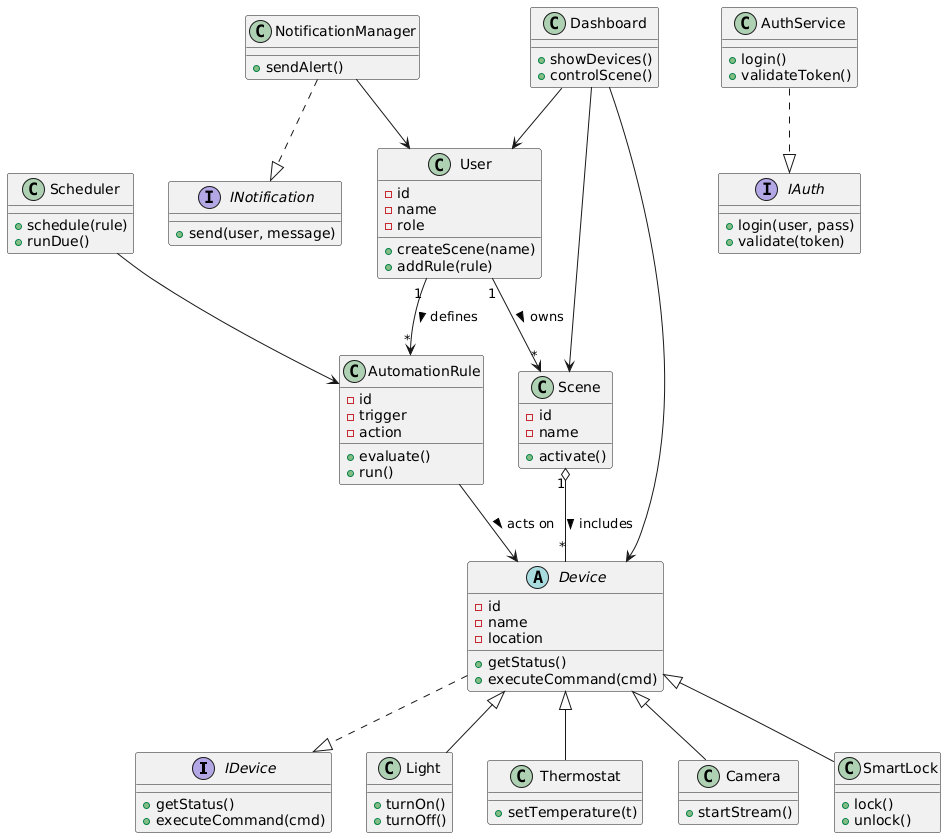 C NotificationManager
sendAlert()
C Dashboard
showDevices()
controlScene()
C AuthService
login()
validateToken()
C Scheduler
schedule(rule)
runDue()
I INotification
send(user, message)
C User
id
name
role
createScene(name)
addRule(rule)
I IAuth
login(user, pass)
validate(token)
1
defines
*
1
owns
*
C AutomationRule
id
trigger
action
evaluate()
run()
C Scene
id
name
activate()
acts on
1
includes
*
A Device
id
name
location
getStatus()
executeCommand(cmd)
I IDevice
getStatus()
executeCommand(cmd)
C Light
turnOn()
turnOff()
C Thermostat
setTemperature(t)
C Camera
startStream()
C SmartLock
lock()
unlock()